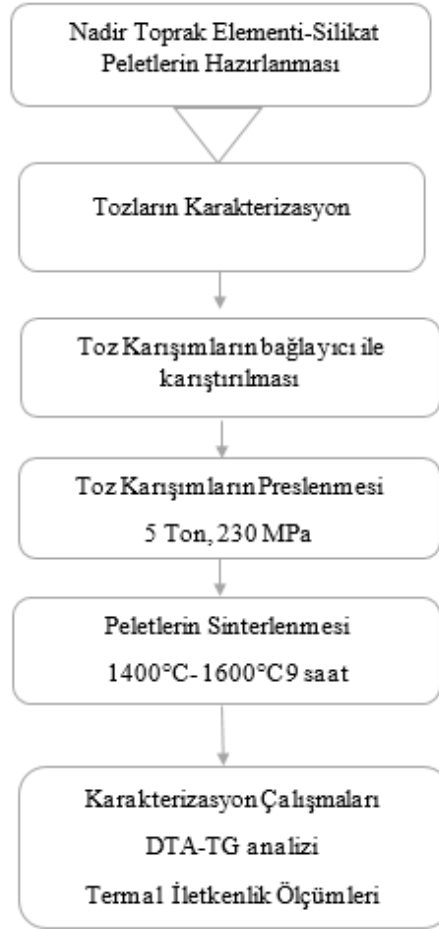 Nadir Toprak Elementi-Silikat
Peletlerin Hazırlanması
Tozların Karakterizasyon
Toz Karışımların bağlayıcı ile
karıştırılması
Toz Karışımların Preslenmesi
5 Ton, 230 MPa
Peletlerin Sinterlenmesi
1400°C- 1600°C 9 saat
Karakterizasyon Çalışmaları
DTA-TG analizi
Termal İletkenlik Ölçümleri